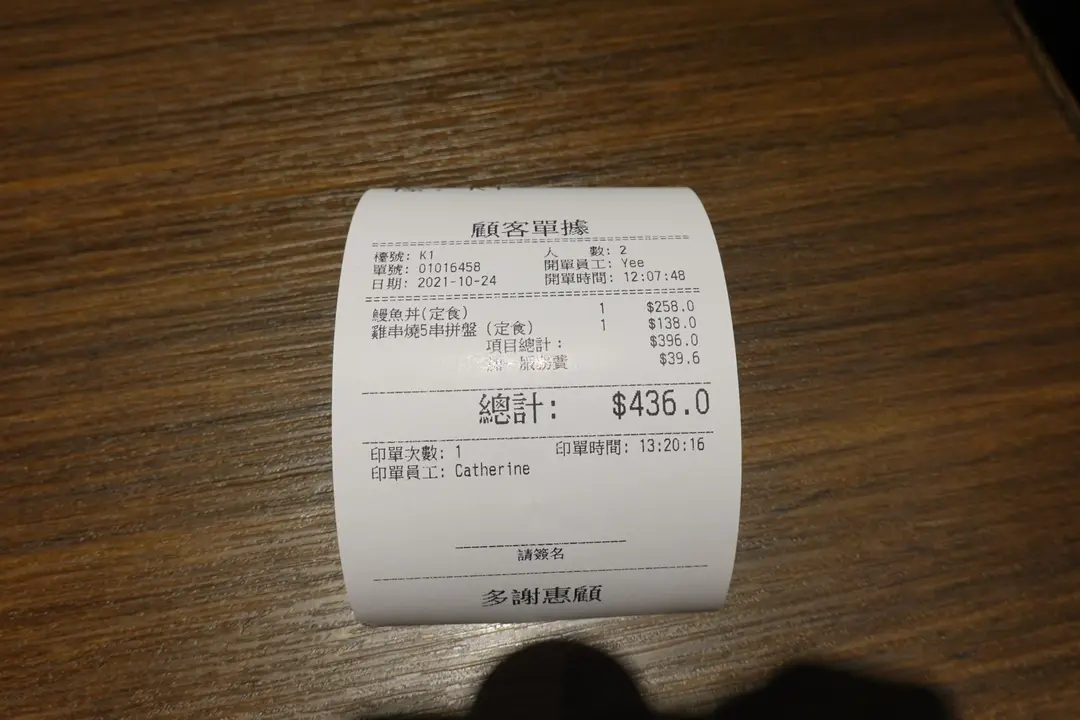 顧客單據
檯號: K1 人 數: 2
單號: 01016458 開單員工: Yee
日期: 2021-10-24 開單時間: 12:07:48
鰻魚丼(定食) 1 $258.0
雞串燒5串拼盤 (定食) 1 $138.0
項目總計: $396.0
服務費 $39.6
總計: $436.0
印單次數: 1 印單時間: 13:20:16
印單員工: Catherine
請簽名
多謝惠顧